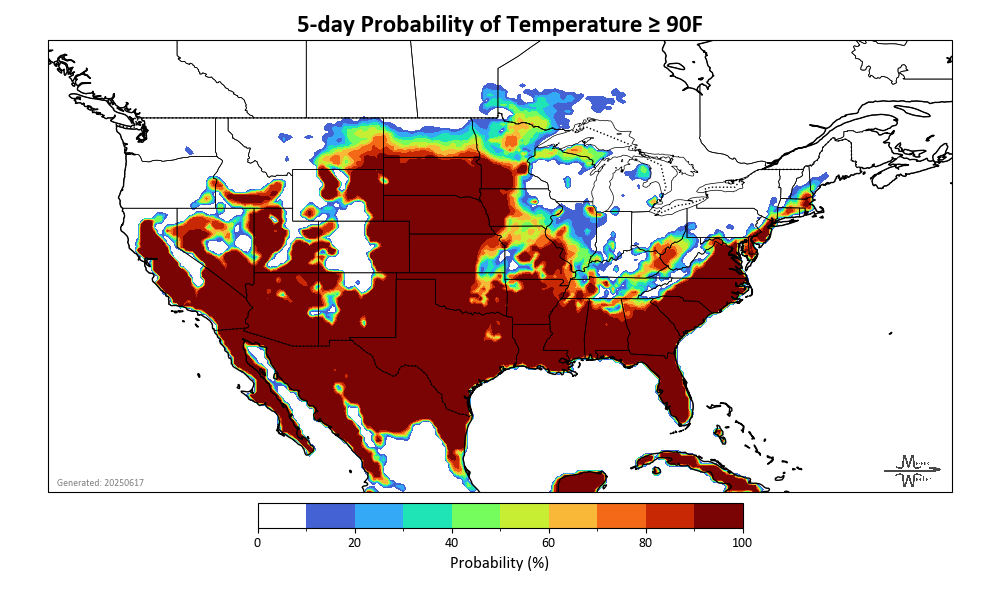 5-day Probability of Temperature ≥ 90F
Generated: 20250617
0 20 40 60 80 100
Probability (%)